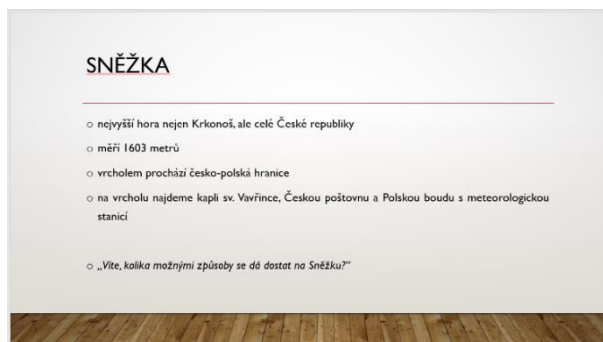 SNĚŽKA
o nejvyšší hora nejen Krkonoš, ale celé České republiky
o měří 1603 metrů
o vrcholem prochází česko-polská hranice
o na vrcholu najdeme kapli sv. Vavřince, Českou poštovnu a Polskou boudu s meteorologickou
stanicí
o „Víte, kolika možnými způsoby se dá dostat na Sněžku?"